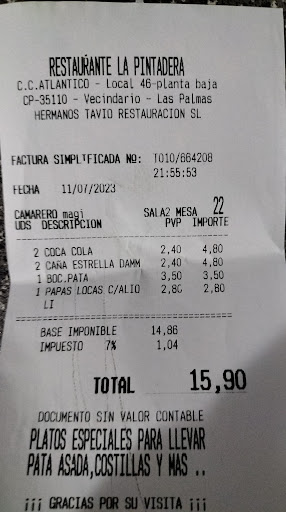 RESTAURANTE LA PINTADERA
C.C.ATLANTICO - Local 46-planta baja
CP-35110 - Vecindario - Las Palmas
HERMANOS TAVIO RESTAURACION SL
FACTURA SIMPLIFICADA NO: T010/664208
21:55:53
FECHA 11/07/2023
CAMARERO magi SALA2 MESA 22
UDS DESCRIPCION PVP IMPORTE
2 COCA COLA 2,40 4,80
2 CAÑA ESTRELLA DAMM 2,40 4,80
1 BOC.PATA 3,50 3,50
1 PAPAS LOCAS C/ALIO 2,80 2,80
LI
BASE IMPONIBLE 14,86
IMPUESTO 7% 1,04
TOTAL 15,90
DOCUMENTO SIN VALOR CONTABLE
PLATOS ESPECIALES PARA LLEVAR
PATA ASADA,COSTILLAS Y MAS ..
¡¡¡ GRACIAS POR SU VISITA ¡¡¡